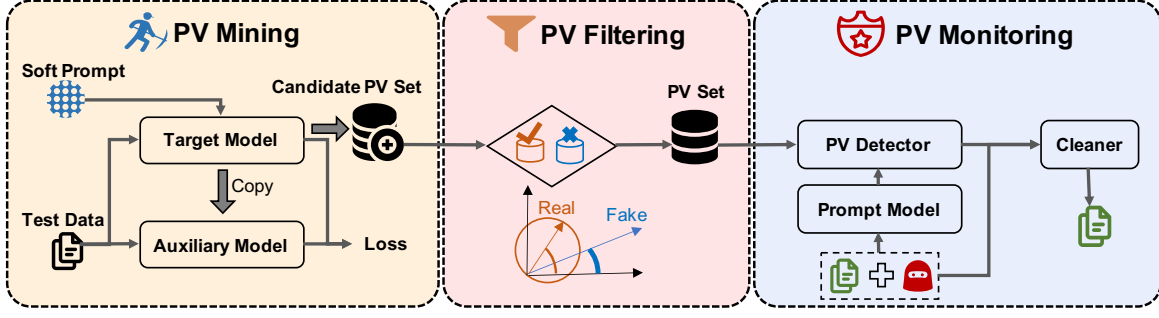 PV Mining
Soft Prompt
Candidate PV Set
Target Model
Copy
Test Data
Auxiliary Model
Loss
PV Filtering
PV Set
Real
Fake
PV Monitoring
PV Detector
Cleaner
Prompt Model